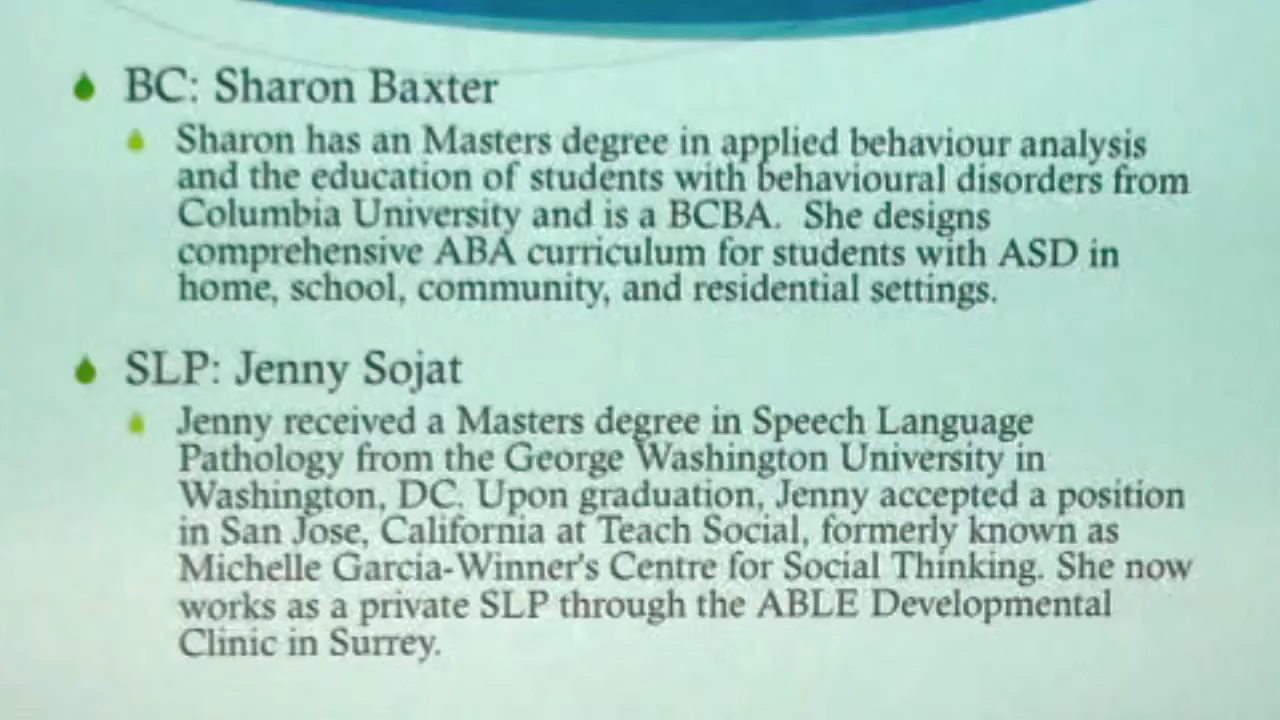 BC: Sharon Baxter
Sharon has an Masters degree in applied behaviour analysis
and the education of students with behavioural disorders from
Columbia University and is a BCBA.  She designs
comprehensive ABA curriculum for students with ASD in
home, school, community, and residential settings.
SLP: Jenny Sojat
Jenny received a Masters degree in Speech Language
Pathology from the George Washington University in
Washington, DC. Upon graduation, Jenny accepted a position
in San Jose, California at Teach Social, formerly known as
Michelle Garcia-Winner's Centre for Social Thinking. She now
works as a private SLP through the ABLE Developmental
Clinic in Surrey.